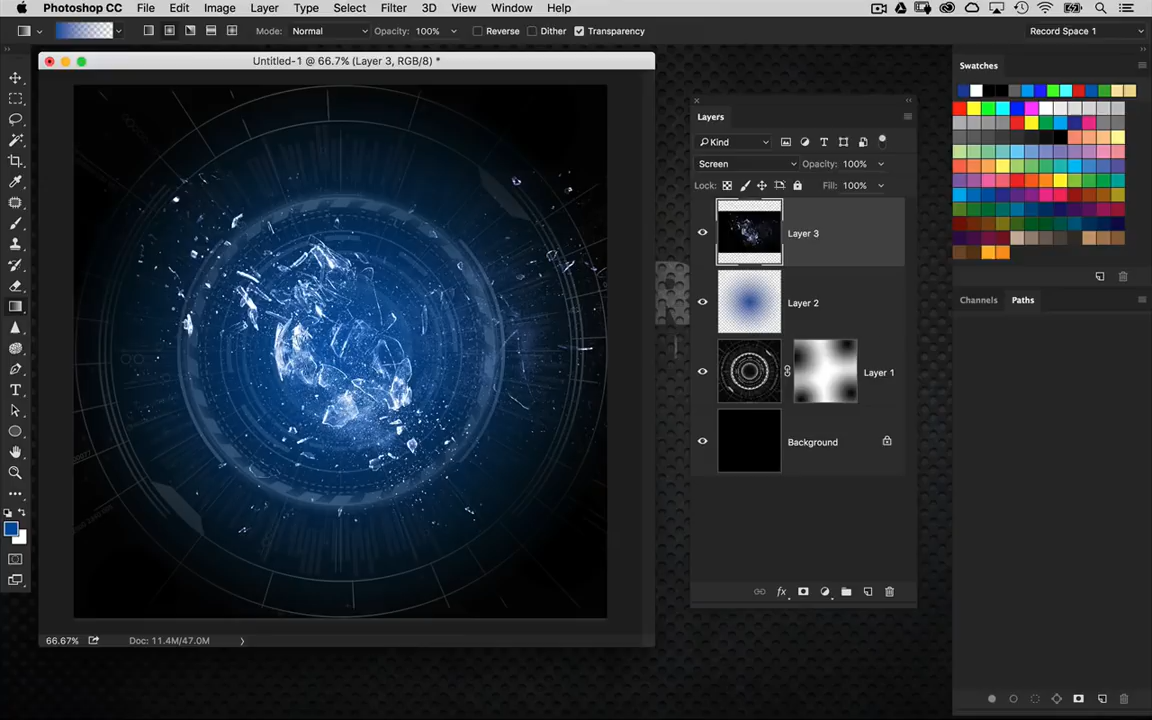 Photoshop CC File Edit Image Layer Type Select Filter 3D View Window Help
Mode: Normal Opacity: 100% Reverse Dither Transparency Record Space 1
Untitled-1 @ 66.7% (Layer 3, RGB/8) *
Swatches
Layers
Kind
Screen Opacity: 100%
Lock: Fill: 100%
Layer 3
Layer 2
Layer 1
Background
Channels Paths
fx
66.67% Doc: 11.4M/47.0M